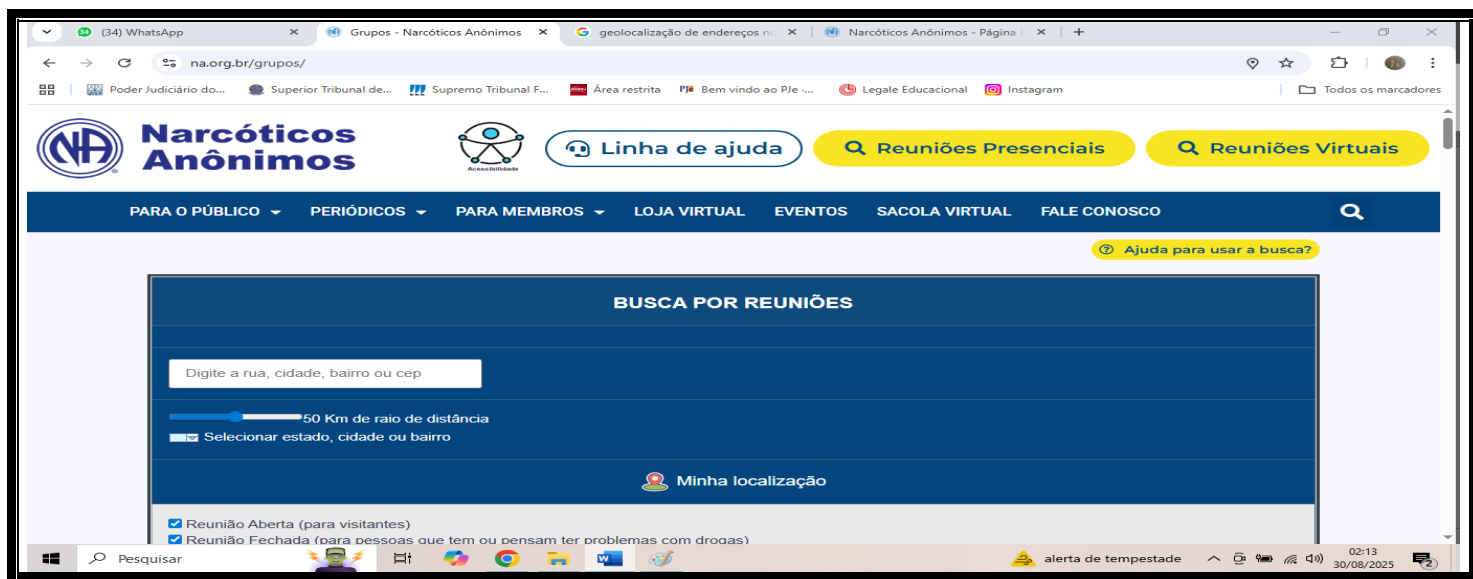 (34) WhatsApp
Grupos - Narcóticos Anônimos
geolocalização de endereços no
Narcóticos Anônimos - Página
na.org.br/grupos/
Poder Judiciário do...
Superior Tribunal de...
Supremo Tribunal F...
Área restrita
PJe Bem vindo ao PJe -...
Legale Educacional
Instagram
Todos os marcadores
NA
Narcóticos
Anônimos
Acessibilidade
Linha de ajuda
Reuniões Presenciais
Reuniões Virtuais
PARA O PÚBLICO
PERIÓDICOS
PARA MEMBROS
LOJA VIRTUAL
EVENTOS
SACOLA VIRTUAL
FALE CONOSCO
Ajuda para usar a busca?
BUSCA POR REUNIÕES
Digite a rua, cidade, bairro ou cep
50 Km de raio de distância
Selecionar estado, cidade ou bairro
Minha localização
Reunião Aberta (para visitantes)
Reunião Fechada (para pessoas que tem ou pensam ter problemas com drogas)
Pesquisar
alerta de tempestade
02:13
30/08/2025
2